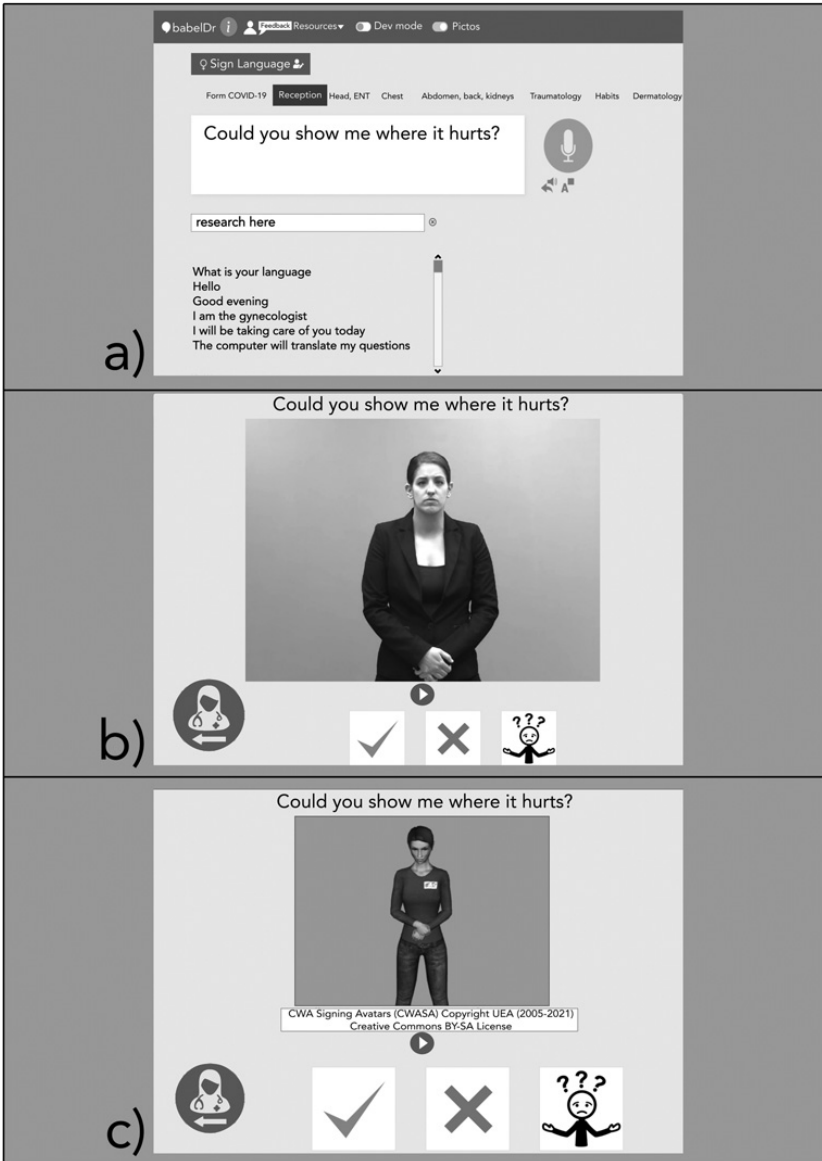 babelDr i Feedback Resources▾ Dev mode Pictos
Sign Language
Form COVID-19 Reception Head, ENT Chest Abdomen, back, kidneys Traumatology Habits Dermatology
Could you show me where it hurts?
A
research here
What is your language
Hello
Good evening
I am the gynecologist
I will be taking care of you today
The computer will translate my questions
a)
Could you show me where it hurts?
???
b)
Could you show me where it hurts?
CWA Signing Avatars (CWASA) Copyright UEA (2005-2021)
Creative Commons BY-SA License
???
c)